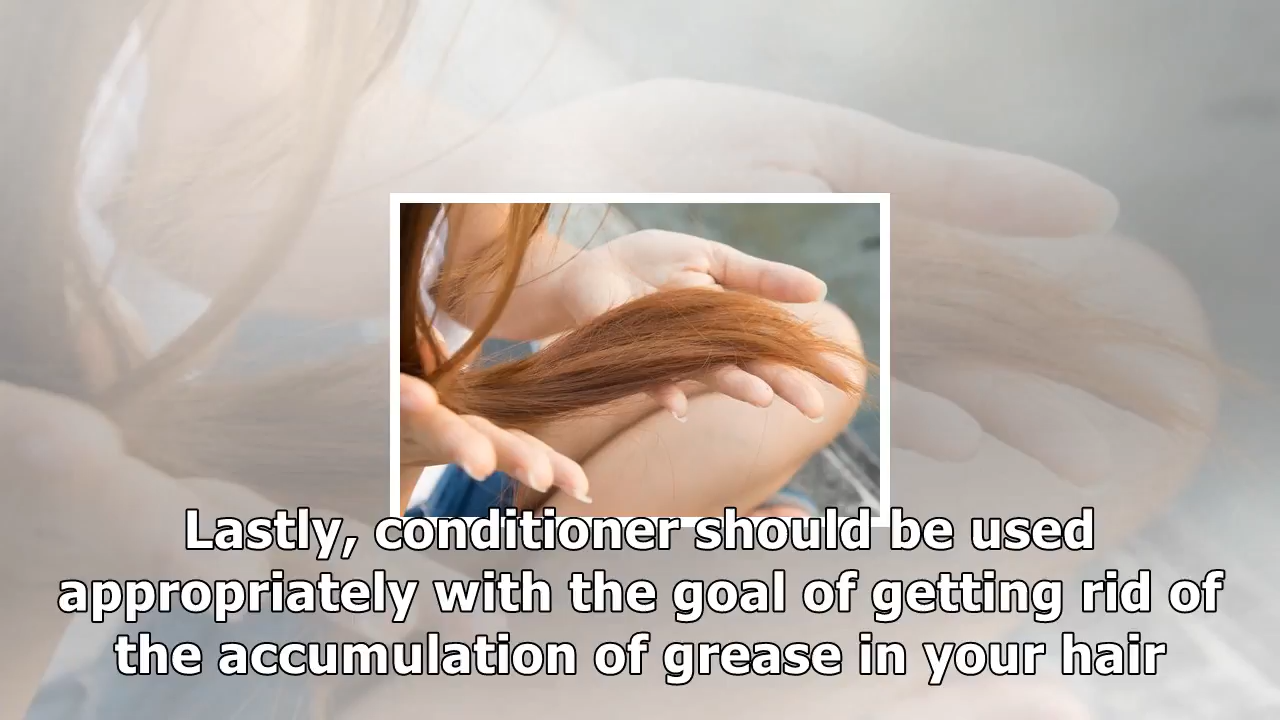 Lastly, conditioner should be used
appropriately with the goal of getting rid of
the accumulation of grease in your hair